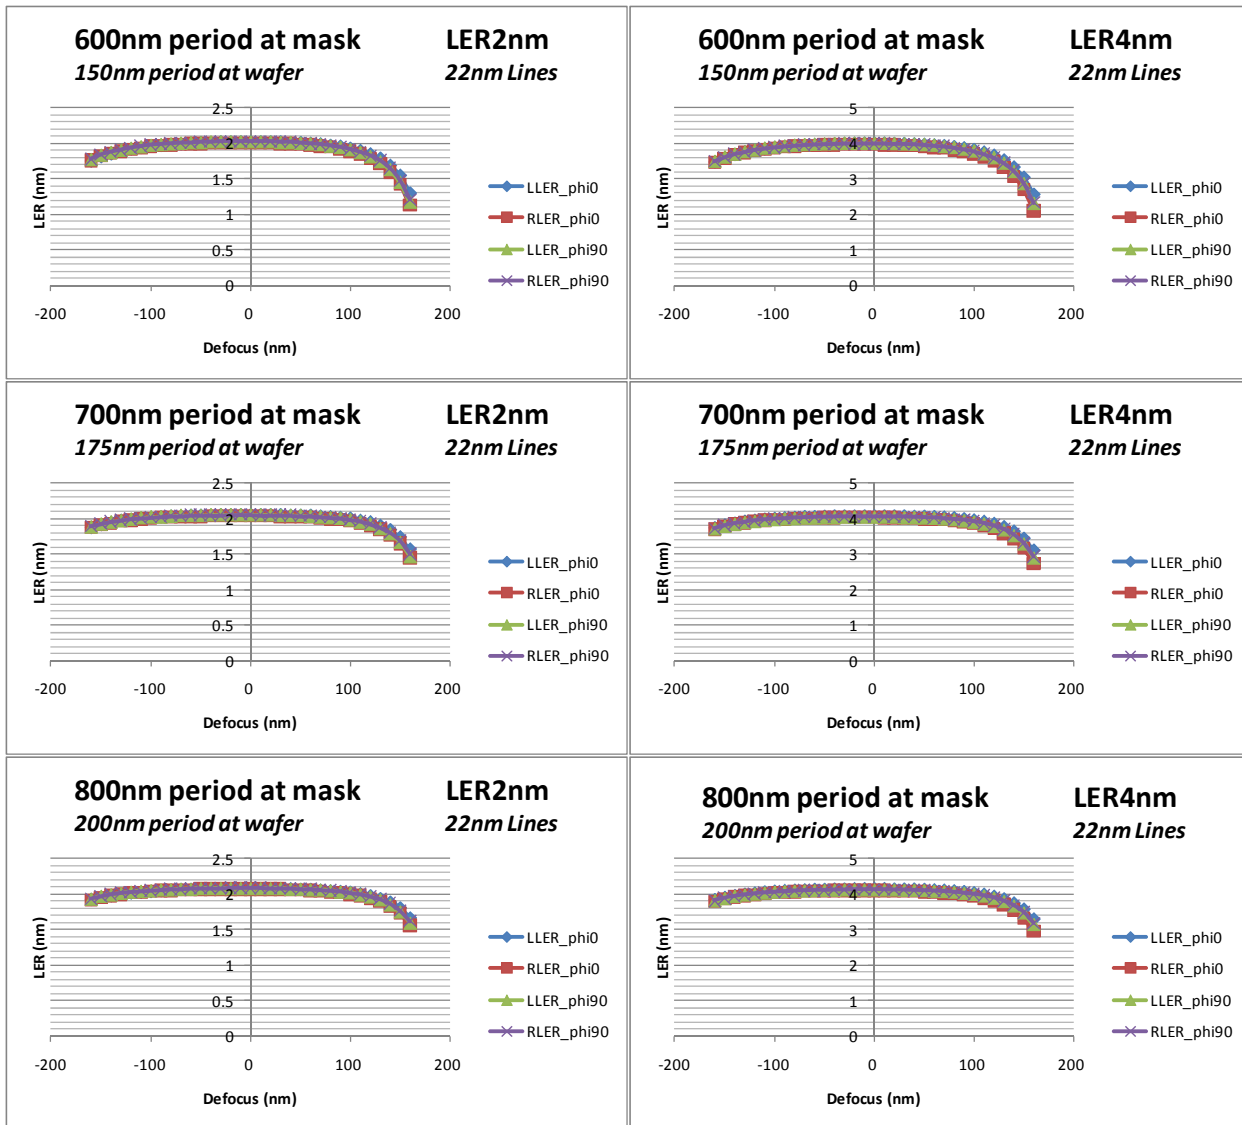 600nm period at mask LER2nm
150nm period at wafer 22nm Lines
2.5
2
1.5
1
0.5
0
LER (nm)
-200 -100 0 100 200
Defocus (nm)
LLER_phi0
RLER_phi0
LLER_phi90
RLER_phi90
600nm period at mask LER4nm
150nm period at wafer 22nm Lines
5
4
3
2
1
0
LER (nm)
-200 -100 0 100 200
Defocus (nm)
LLER_phi0
RLER_phi0
LLER_phi90
RLER_phi90
700nm period at mask LER2nm
175nm period at wafer 22nm Lines
2.5
2
1.5
1
0.5
0
LER (nm)
-200 -100 0 100 200
Defocus (nm)
LLER_phi0
RLER_phi0
LLER_phi90
RLER_phi90
700nm period at mask LER4nm
175nm period at wafer 22nm Lines
5
4
3
2
1
0
LER (nm)
-200 -100 0 100 200
Defocus (nm)
LLER_phi0
RLER_phi0
LLER_phi90
RLER_phi90
800nm period at mask LER2nm
200nm period at wafer 22nm Lines
2.5
2
1.5
1
0.5
0
LER (nm)
-200 -100 0 100 200
Defocus (nm)
LLER_phi0
RLER_phi0
LLER_phi90
RLER_phi90
800nm period at mask LER4nm
200nm period at wafer 22nm Lines
5
4
3
2
1
0
LER (nm)
-200 -100 0 100 200
Defocus (nm)
LLER_phi0
RLER_phi0
LLER_phi90
RLER_phi90